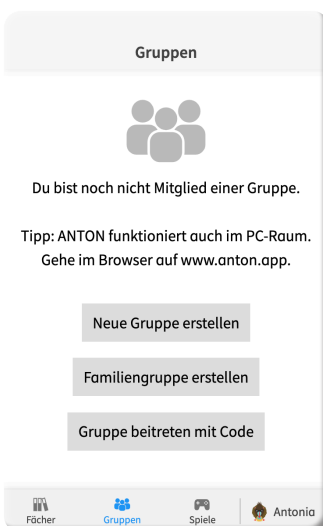 Gruppen
Du bist noch nicht Mitglied einer Gruppe.
Tipp: ANTON funktioniert auch im PC-Raum.
Gehe im Browser auf www.anton.app.
Neue Gruppe erstellen
Familiengruppe erstellen
Gruppe beitreten mit Code
Fächer
Gruppen
Spiele
Antonia